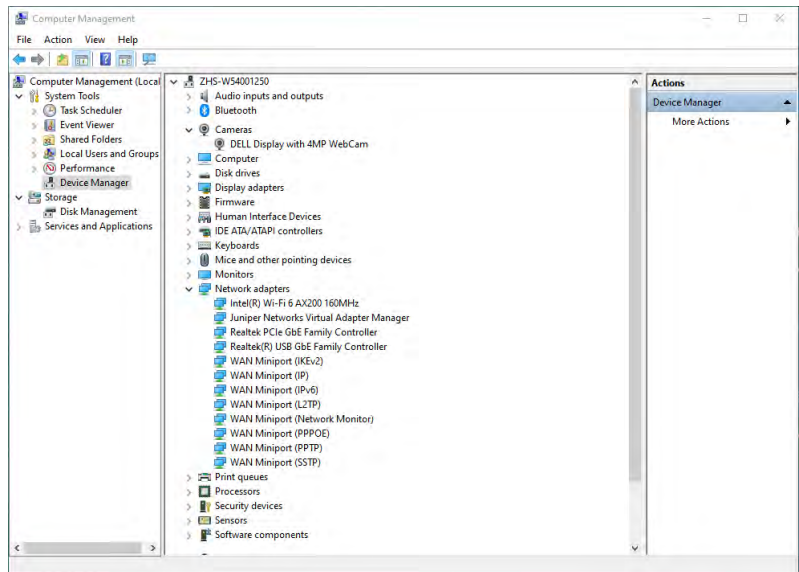 Computer Management
File Action View Help
Computer Management (Local
System Tools
Task Scheduler
Event Viewer
Shared Folders
Local Users and Groups
Performance
Device Manager
Storage
Disk Management
Services and Applications
ZHS-W54001250
Audio inputs and outputs
Bluetooth
Cameras
DELL Display with 4MP WebCam
Computer
Disk drives
Display adapters
Firmware
Human Interface Devices
IDE ATA/ATAPI controllers
Keyboards
Mice and other pointing devices
Monitors
Network adapters
Intel(R) Wi-Fi 6 AX200 160MHz
Juniper Networks Virtual Adapter Manager
Realtek PCIe GbE Family Controller
Realtek(R) USB GbE Family Controller
WAN Miniport (IKEv2)
WAN Miniport (IP)
WAN Miniport (IPv6)
WAN Miniport (L2TP)
WAN Miniport (Network Monitor)
WAN Miniport (PPPOE)
WAN Miniport (PPTP)
WAN Miniport (SSTP)
Print queues
Processors
Security devices
Sensors
Software components
Actions
Device Manager
More Actions